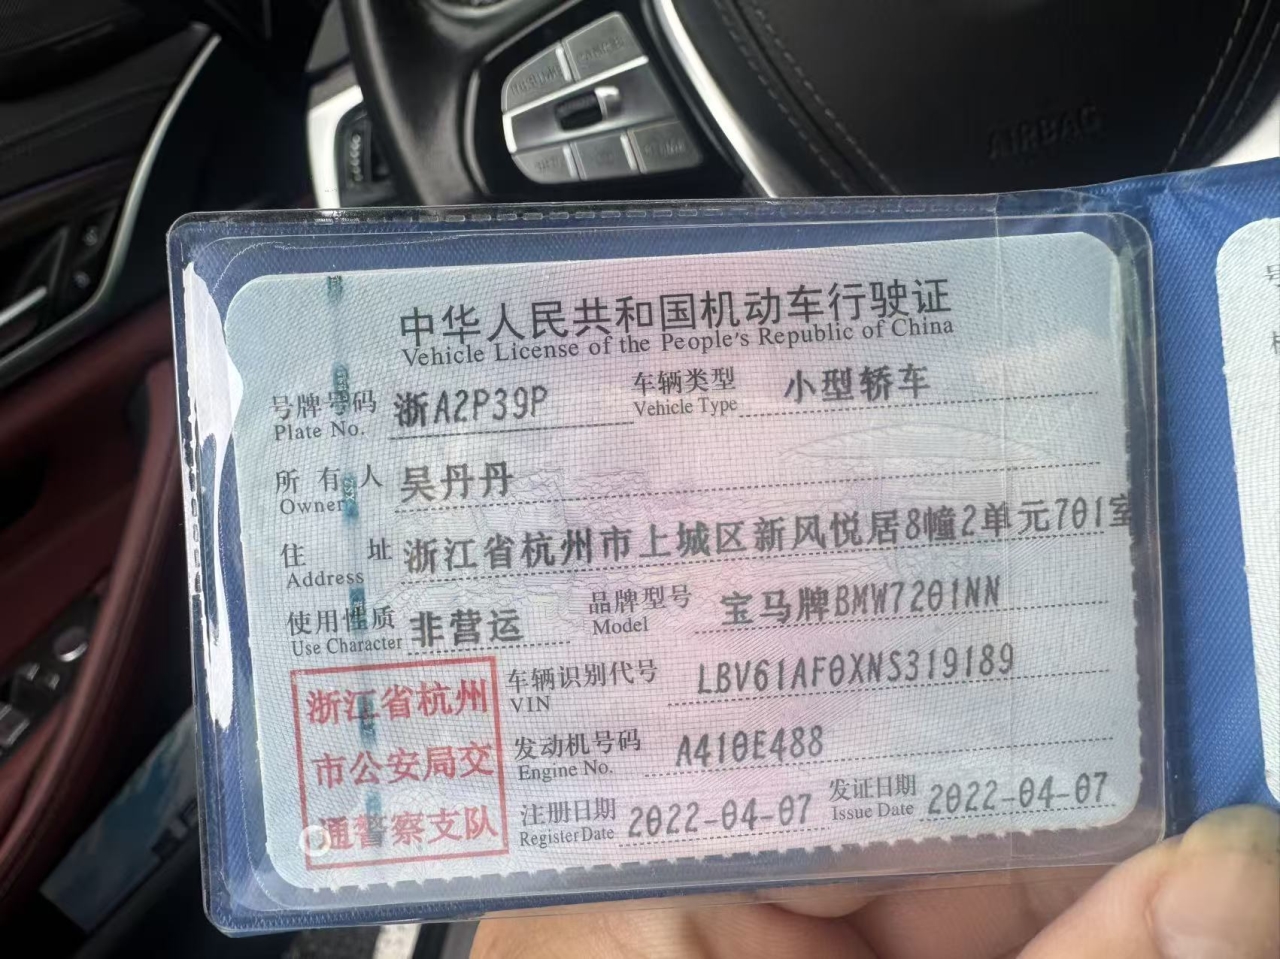 AIRBAG
中华人民共和国机动车行驶证
Vehicle License of the People's Republic of China
号牌号码 浙A2P39P 车辆类型 小型轿车
Plate No. Vehicle Type
所有人 吴丹丹
Owner
住址 浙江省杭州市上城区新风悦居8幢2单元701室
Address
使用性质 非营运 品牌型号 宝马牌BMW7201NN
Use Character Model
浙江省杭州
市公安局交
通警察支队
车辆识别代号 LBV61AF0XNS319189
VIN
发动机号码 A410E488
Engine No.
注册日期 2022-04-07 发证日期 2022-04-07
Register Date Issue Date